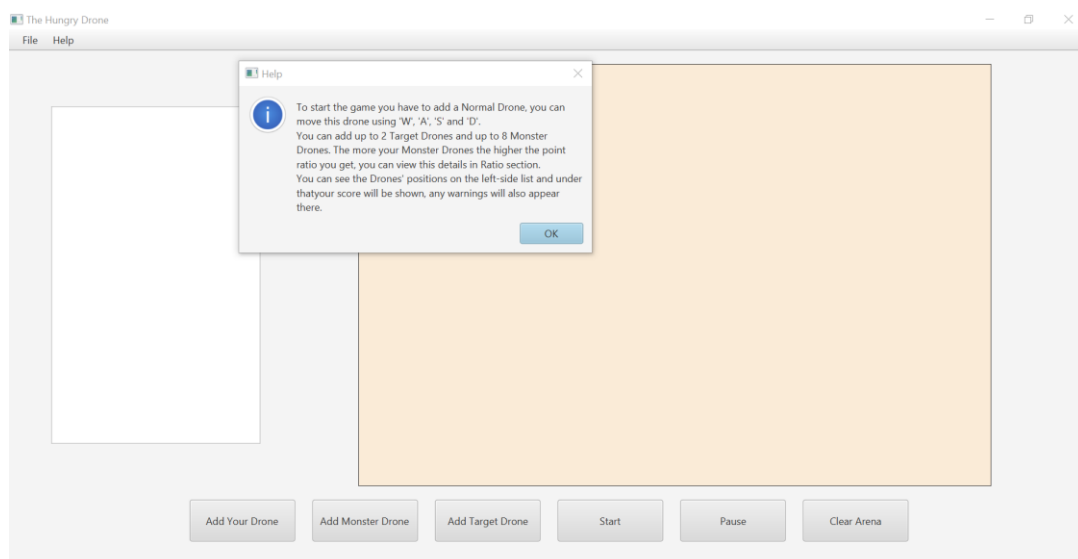 The Hungry Drone
File Help
Help
To start the game you have to add a Normal Drone, you can
move this drone using 'W', 'A', 'S' and 'D'.
You can add up to 2 Target Drones and up to 8 Monster
Drones. The more your Monster Drones the higher the point
ratio you get, you can view this details in Ratio section.
You can see the Drones' positions on the left-side list and under
thatyour score will be shown, any warnings will also appear
there.
OK
Add Your Drone Add Monster Drone Add Target Drone Start Pause Clear Arena